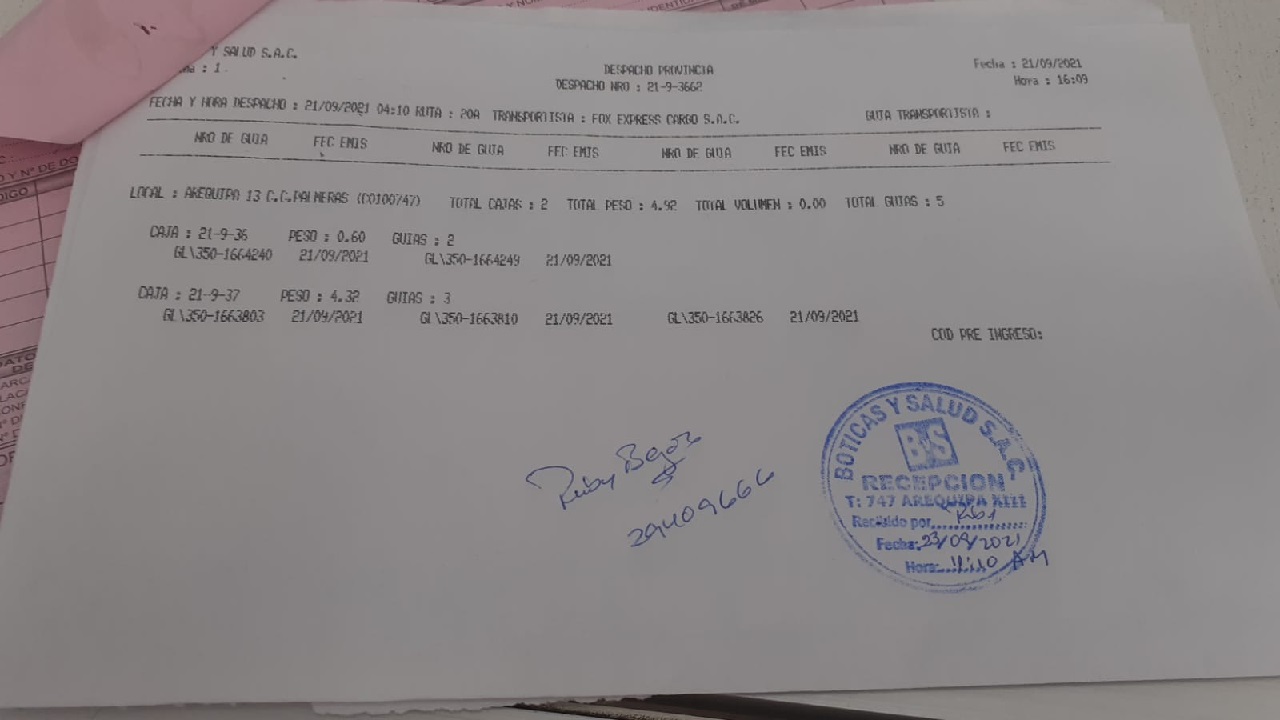 Y SALUD S.A.C.
: 1
DESPACHO PROVINCIA
DESPACHO NRO : 21-9-3662
Fecha : 21/09/2021
Hora : 16:09
FECHA Y HORA DESPACHO : 21/09/2021 04:10 RUTA : 20A TRANSPORTISTA : FOX EXPRESS CARGO S.A.C. GUIA TRANSPORTISTA :
NRO DE GUIA FEC EMIS NRO DE GUIA FEC EMIS NRO DE GUIA FEC EMIS NRO DE GUIA FEC EMIS
LOCAL : AREQUIPA 13 C.C.PALMERAS (CO100747) TOTAL CAJAS : 2 TOTAL PESO : 4.92 TOTAL VOLUMEN : 0.00 TOTAL GUIAS : 5
CAJA : 21-9-36 PESO : 0.60 GUIAS : 2
GL\350-1664240 21/09/2021 GL\350-1664249 21/09/2021
CAJA : 21-9-37 PESO : 4.32 GUIAS : 3
GL\350-1663803 21/09/2021 GL\350-1663810 21/09/2021 GL\350-1663826 21/09/2021
COD PRE INGRESO:
29409666
BOTICAS Y SALUD S.A.C.
BS
RECEPCION
T: 747 AREQUIPA XIII
Recibido por
Fecha: 23/09/2021
Hora: AM